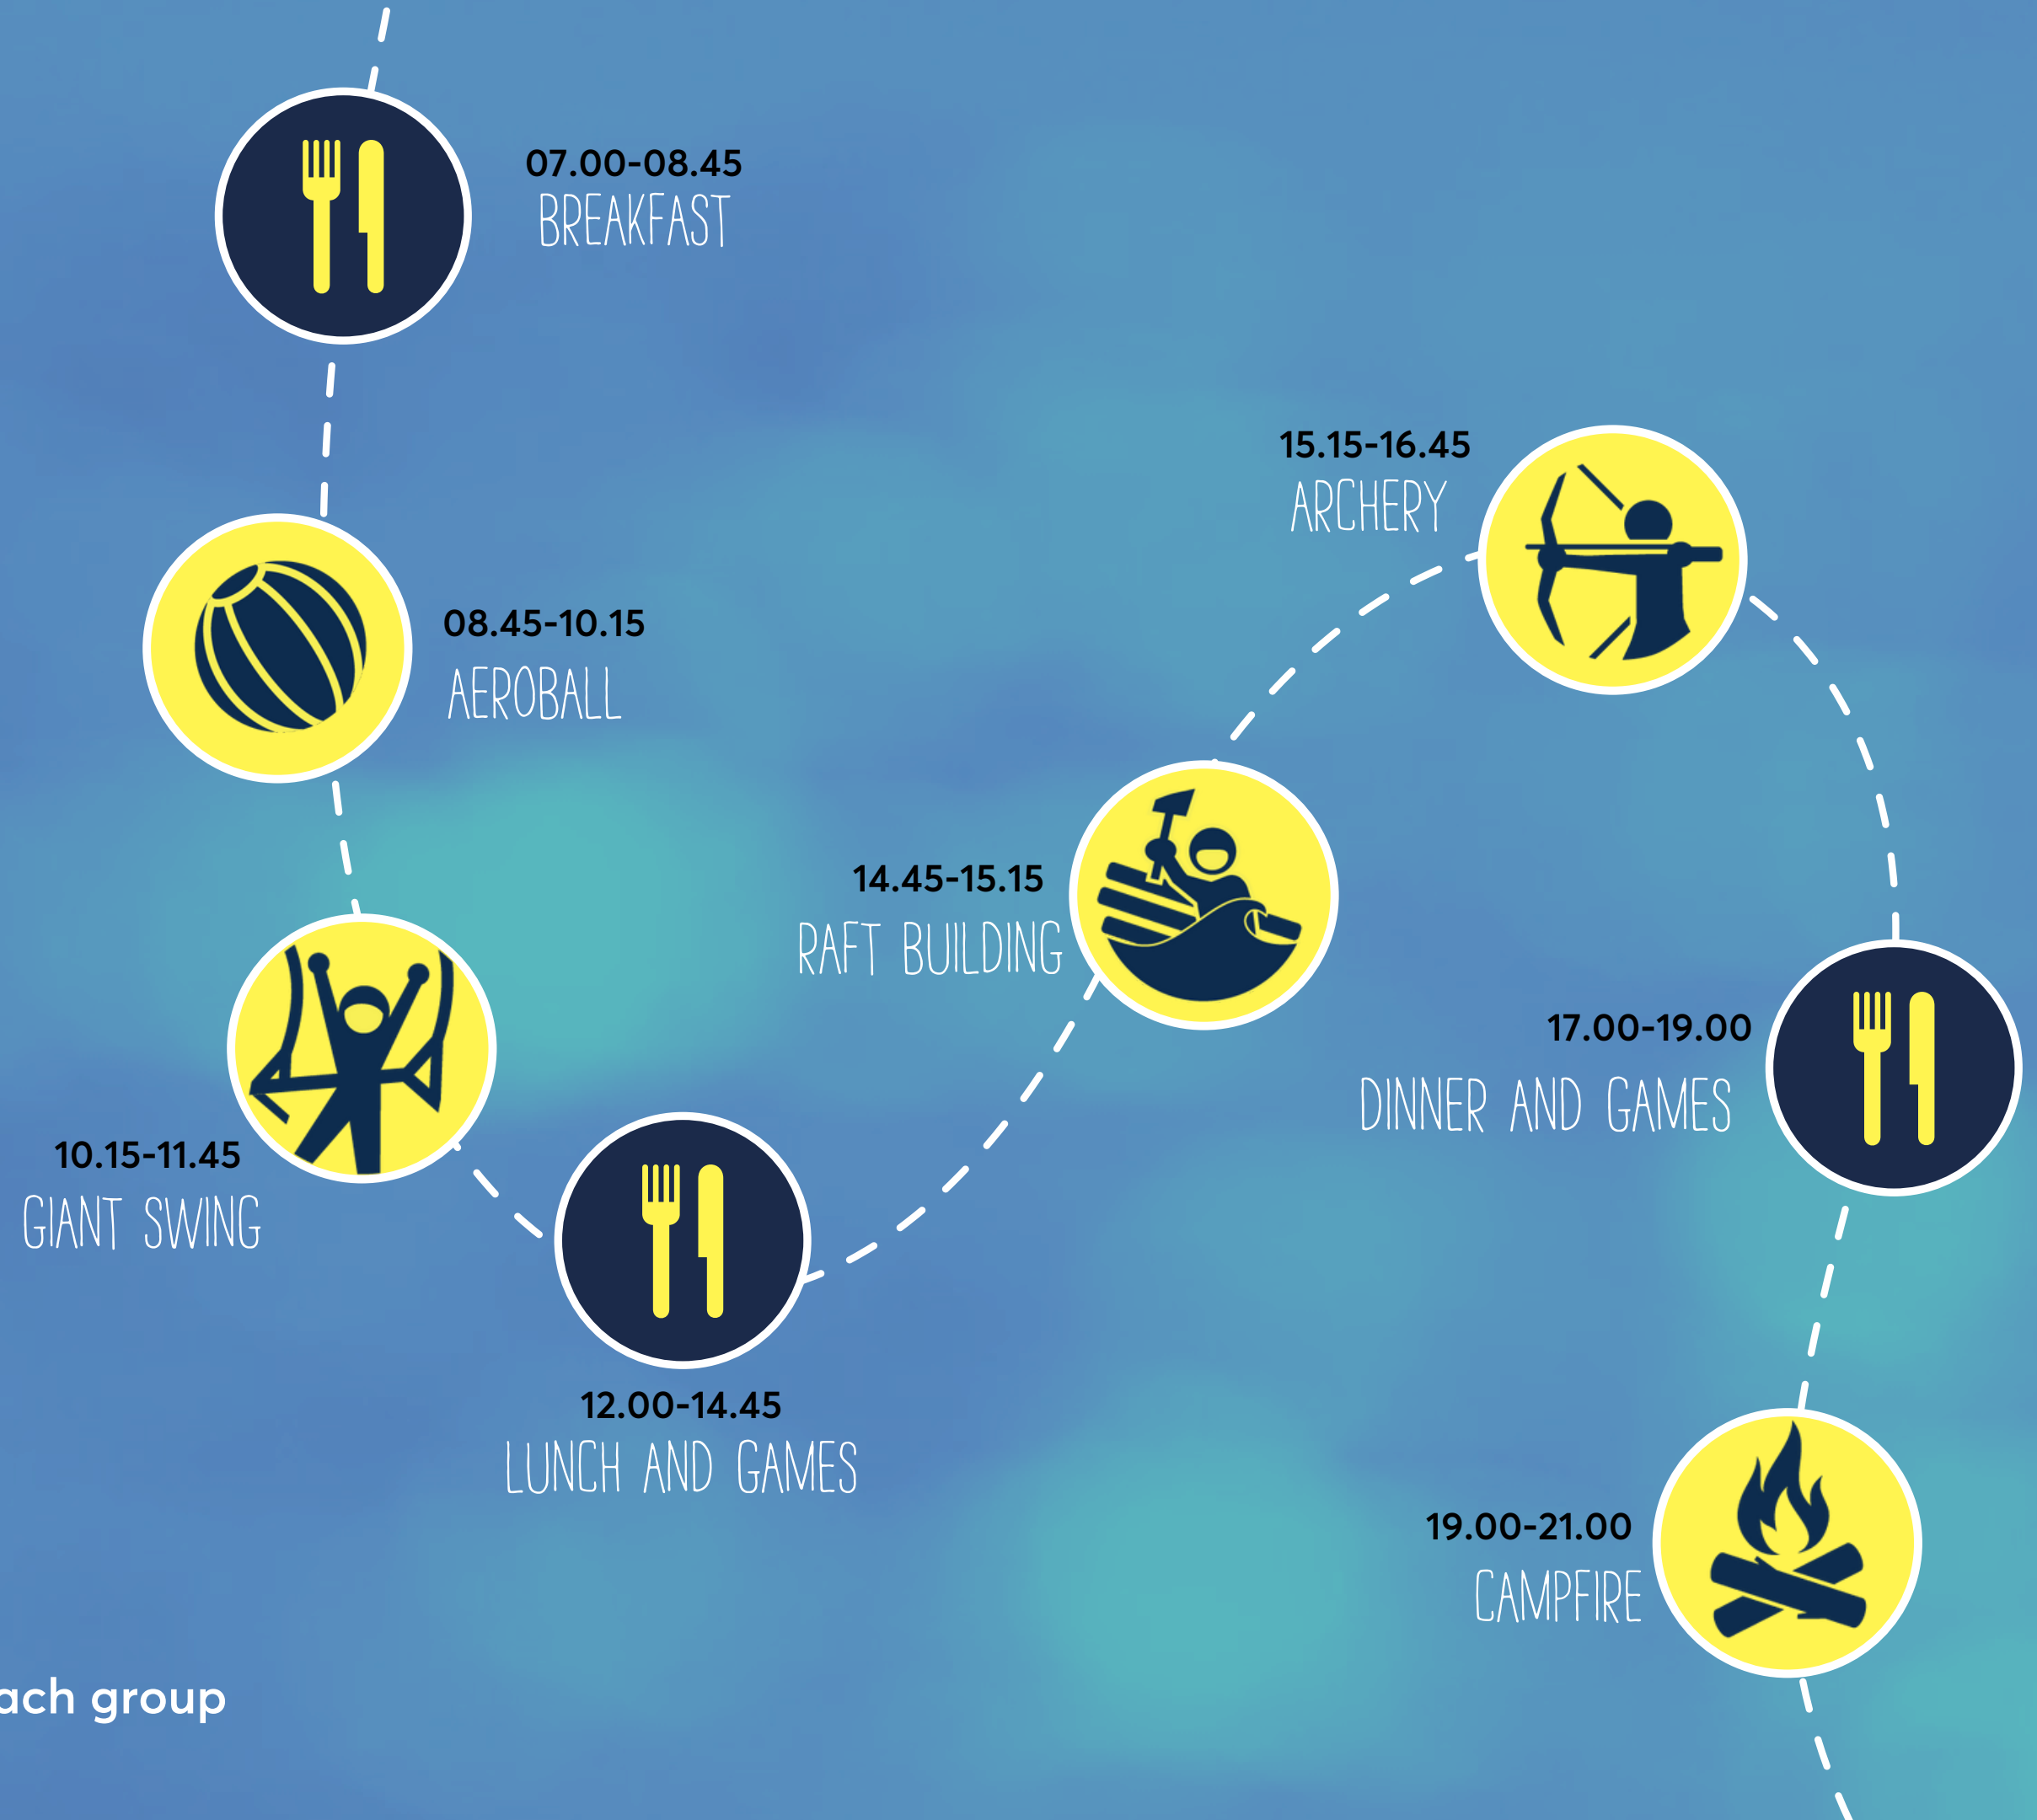 07.00-08.45
BREAKFAST
08.45-10.15
AEROBALL
10.15-11.45
GIANT SWING
12.00-14.45
LUNCH AND GAMES
14.45-15.15
RAFT BUILDING
15.15-16.45
ARCHERY
17.00-19.00
DINNER AND GAMES
19.00-21.00
CAMPFIRE
ach group